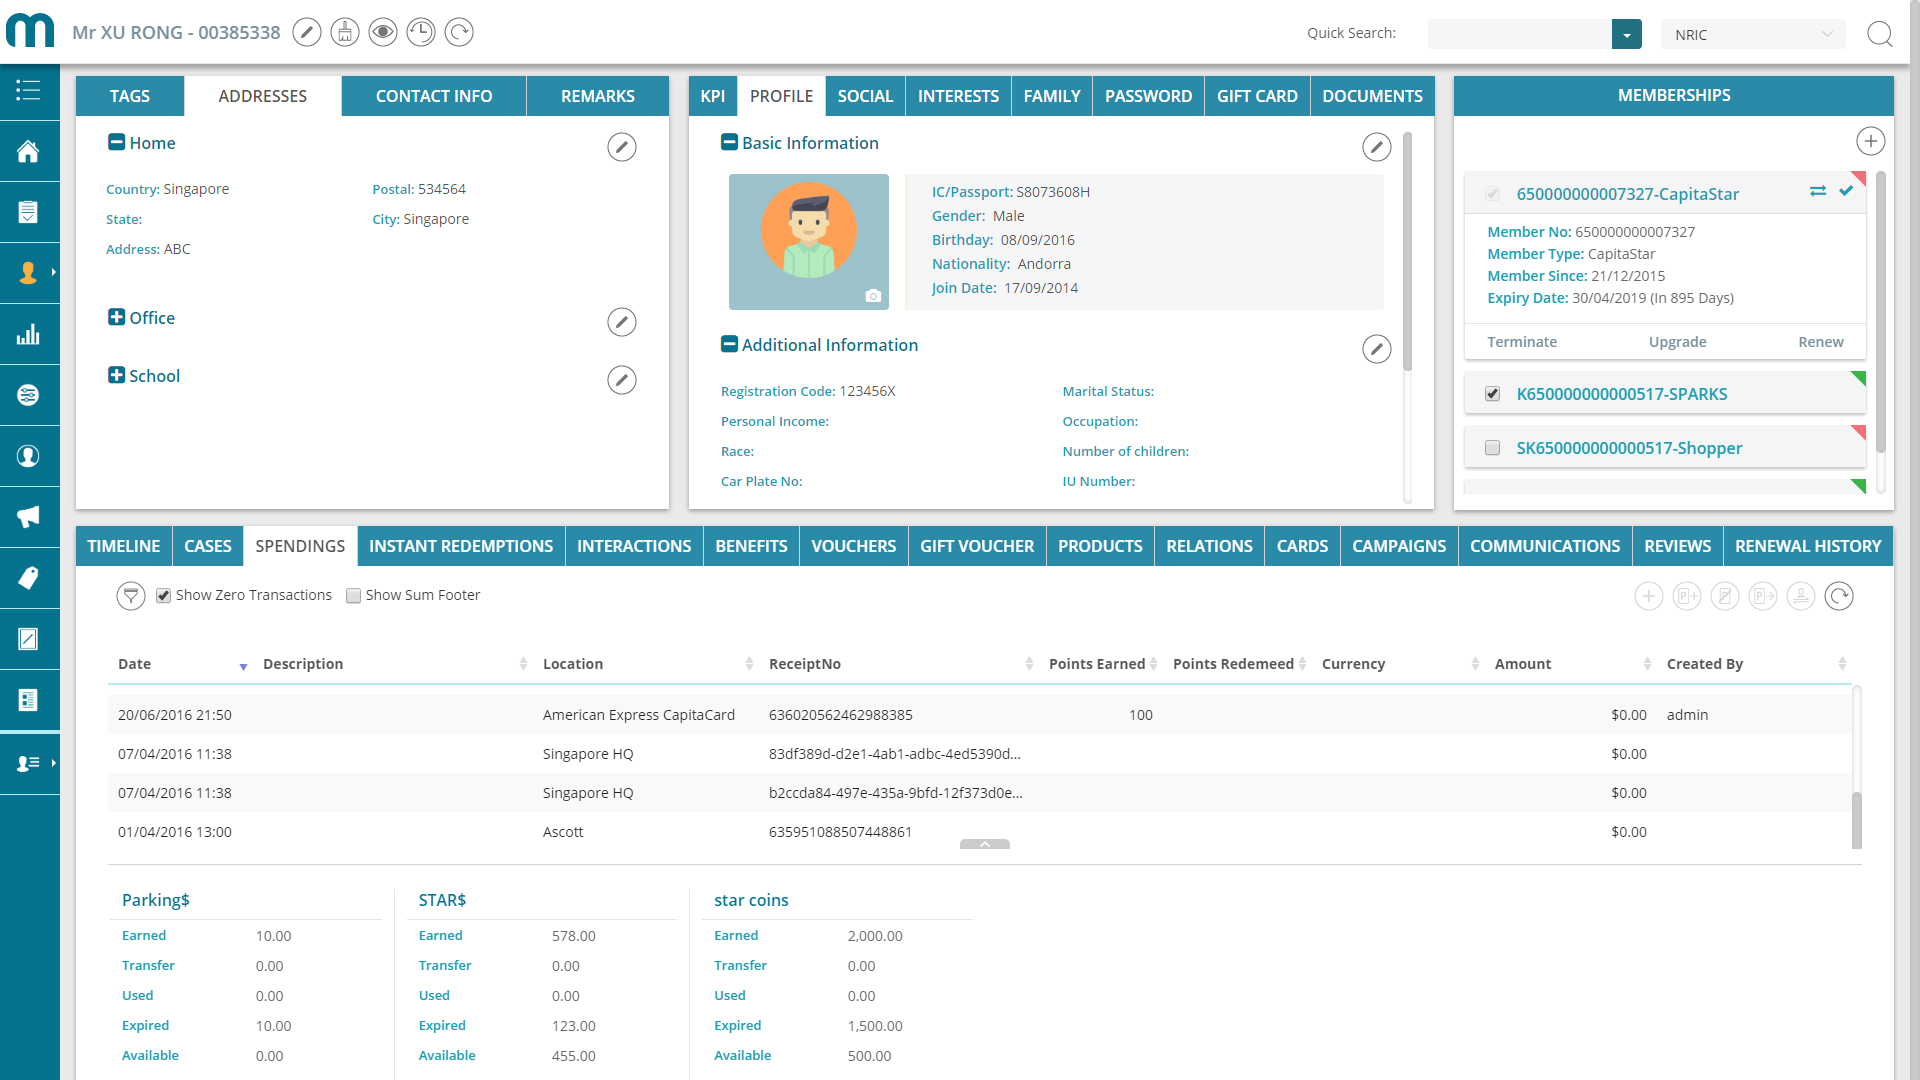 m Mr XU RONG - 00385338 Quick Search: NRIC
TAGS ADDRESSES CONTACT INFO REMARKS
Home
Country: Singapore Postal: 534564
State: City: Singapore
Address: ABC
Office
School
KPI PROFILE SOCIAL INTERESTS FAMILY PASSWORD GIFT CARD DOCUMENTS
Basic Information
IC/Passport: S8073608H
Gender: Male
Birthday: 08/09/2016
Nationality: Andorra
Join Date: 17/09/2014
Additional Information
Registration Code: 123456X Marital Status:
Personal Income: Occupation:
Race: Number of children:
Car Plate No: IU Number:
MEMBERSHIPS
650000000007327-CapitaStar
Member No: 650000000007327
Member Type: CapitaStar
Member Since: 21/12/2015
Expiry Date: 30/04/2019 (In 895 Days)
Terminate Upgrade Renew
K650000000000517-SPARKS
SK650000000000517-Shopper
TIMELINE CASES SPENDINGS INSTANT REDEMPTIONS INTERACTIONS BENEFITS VOUCHERS GIFT VOUCHER PRODUCTS RELATIONS CARDS CAMPAIGNS COMMUNICATIONS REVIEWS RENEWAL HISTORY
Show Zero Transactions Show Sum Footer
Date Description Location ReceiptNo Points Earned Points Redemeed Currency Amount Created By
20/06/2016 21:50 American Express CapitaCard 636020562462988385 100 $0.00 admin
07/04/2016 11:38 Singapore HQ 83df389d-d2e1-4ab1-adbc-4ed5390d... $0.00
07/04/2016 11:38 Singapore HQ b2ccda84-497e-435a-9bfd-12f373d0e... $0.00
01/04/2016 13:00 Ascott 635951088507448861 $0.00
Parking$ STAR$ star coins
Earned 10.00 Earned 578.00 Earned 2,000.00
Transfer 0.00 Transfer 0.00 Transfer 0.00
Used 0.00 Used 0.00 Used 0.00
Expired 10.00 Expired 123.00 Expired 1,500.00
Available 0.00 Available 455.00 Available 500.00